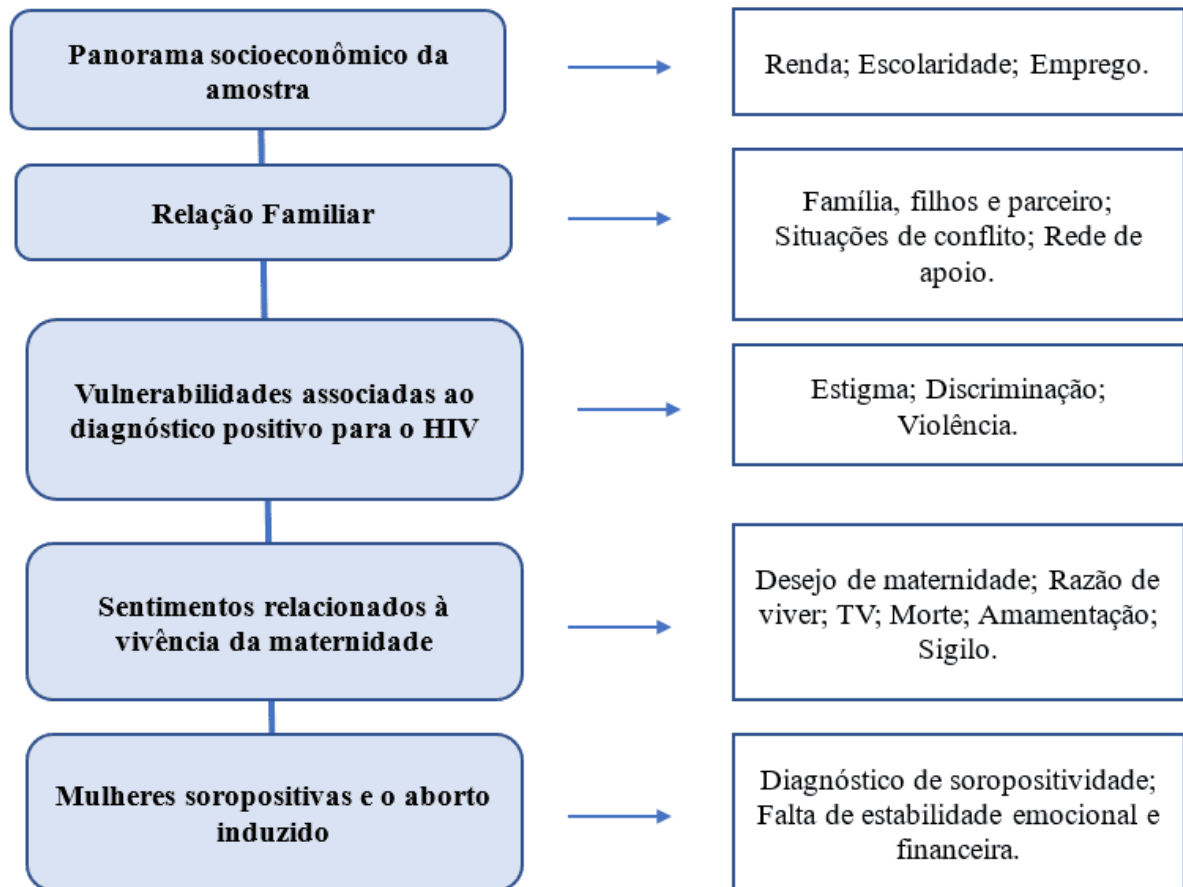 Panorama socioeconômico da
amostra
Renda; Escolaridade; Emprego.
Relação Familiar
Família, filhos e parceiro;
Situações de conflito; Rede de
apoio.
Vulnerabilidades associadas ao
diagnóstico positivo para o HIV
Estigma; Discriminação;
Violência.
Sentimentos relacionados à
vivência da maternidade
Desejo de maternidade; Razão de
viver; TV; Morte; Amamentação;
Sigilo.
Mulheres soropositivas e o aborto
induzido
Diagnóstico de soropositividade;
Falta de estabilidade emocional e
financeira.